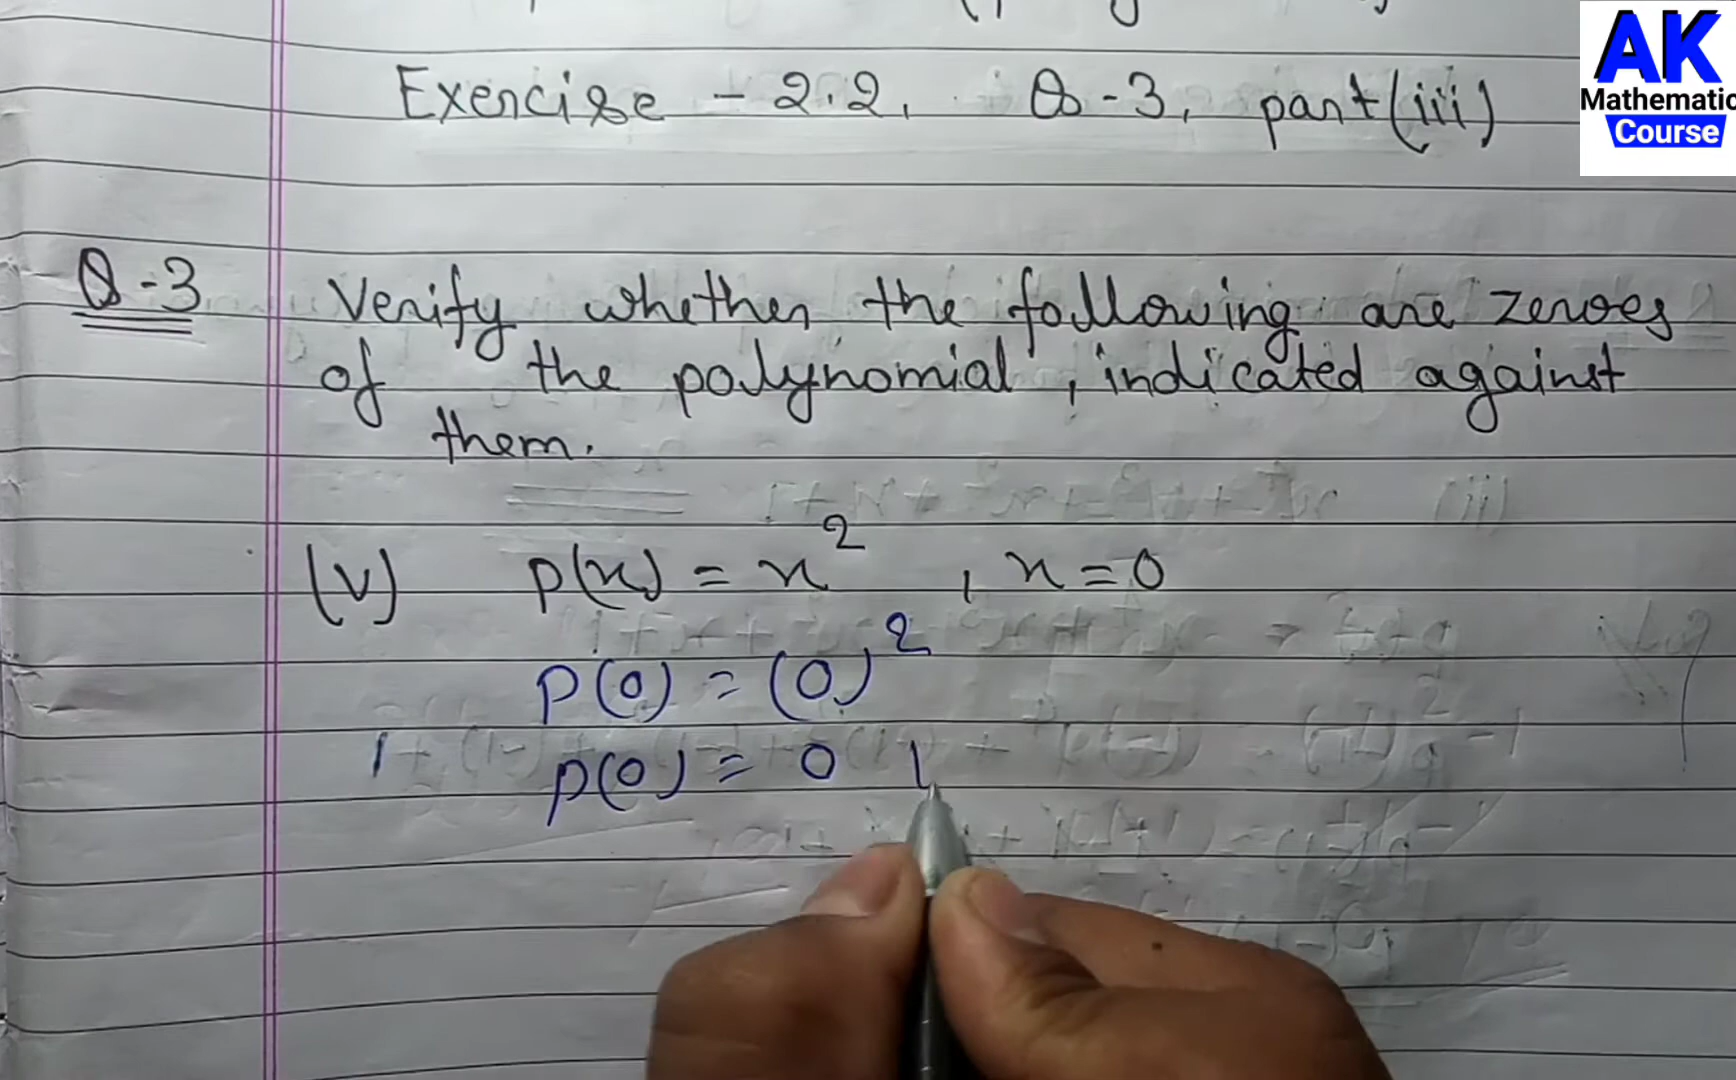 AK
Mathematic
Course
Exercise - 2.2, Q-3, part(iii)
Q-3 Verify whether the following are zeroes
of the polynomial, indicated against
them.
(v) p(x) = x² , x=0
P(0) = (0)²
p(0) = 0